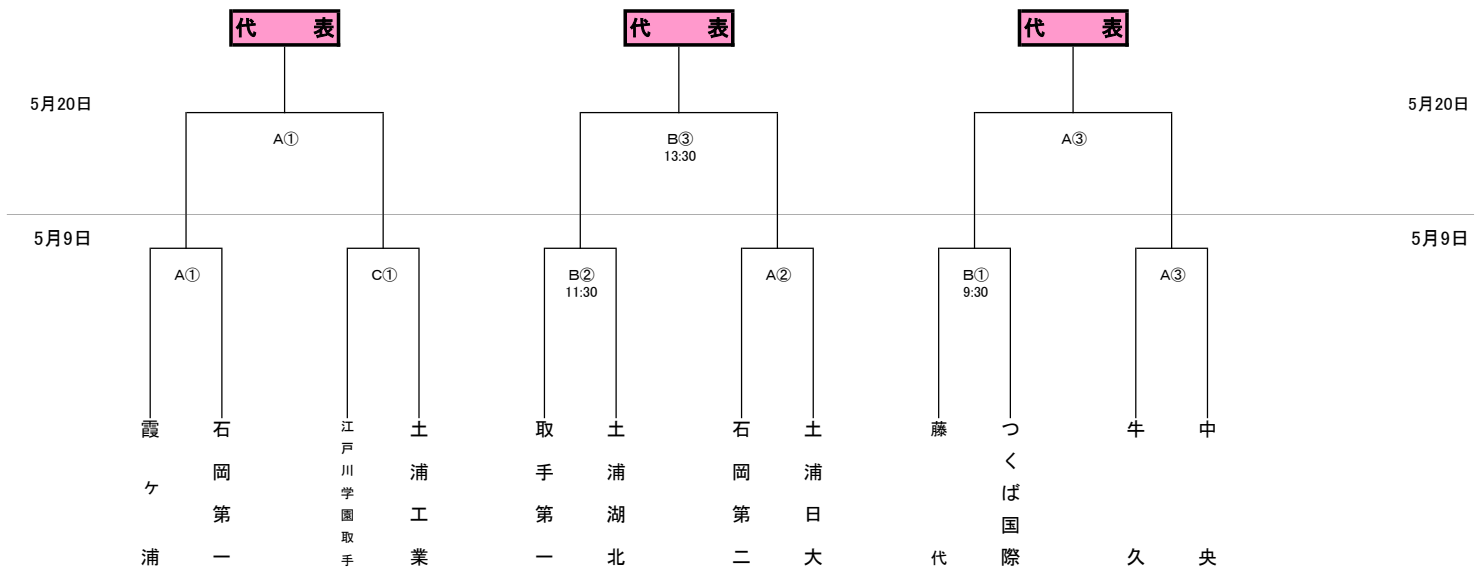 代 表
代 表
代 表
5月20日
5月20日
A①
B③
13:30
A③
5月9日
5月9日
A①
C①
B②
11:30
A②
B①
9:30
A③
霞ヶ浦
石岡第一
江戸川学園取手
土浦工業
取手第一
土浦湖北
石岡第二
土浦日大
藤代
つくば国際
牛久
中央